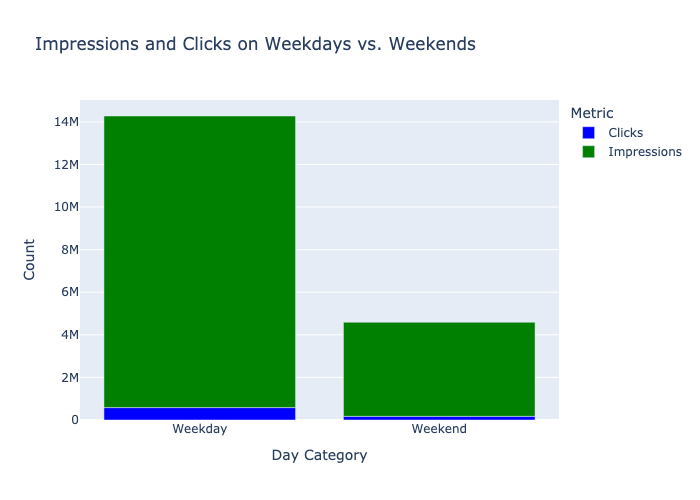 Impressions and Clicks on Weekdays vs. Weekends
Metric
Clicks
Impressions
14M
12M
10M
8M
6M
4M
2M
0
Count
Weekday
Weekend
Day Category